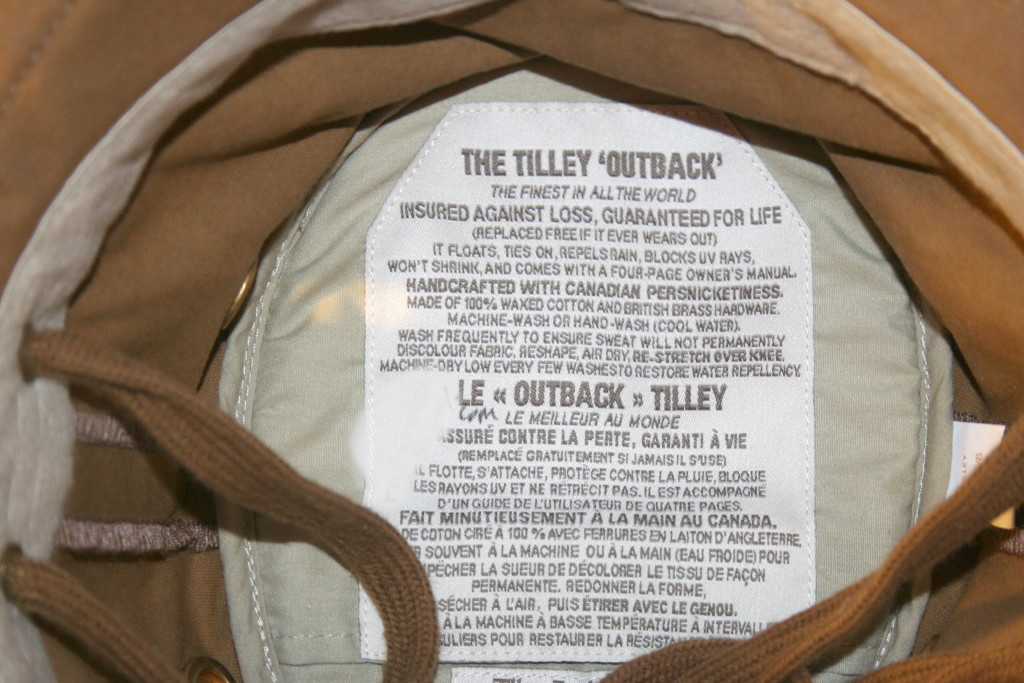 THE TILLEY 'OUTBACK'
THE FINEST IN ALL THE WORLD
INSURED AGAINST LOSS, GUARANTEED FOR LIFE
(REPLACED FREE IF IT EVER WEARS OUT)
IT FLOATS, TIES ON, REPELS RAIN, BLOCKS UV RAYS,
WON'T SHRINK, AND COMES WITH A FOUR-PAGE OWNER'S MANUAL.
HANDCRAFTED WITH CANADIAN PERSNICKETINESS.
MADE OF 100% WAXED COTTON AND BRITISH BRASS HARDWARE.
MACHINE-WASH OR HAND-WASH (COOL WATER).
WASH FREQUENTLY TO ENSURE SWEAT WILL NOT PERMANENTLY
DISCOLOUR FABRIC. RESHAPE, AIR DRY, RE-STRETCH OVER KNEE.
MACHINE-DRY LOW EVERY FEW WASHES TO RESTORE WATER REPELLENCY.
LE « OUTBACK » TILLEY
LE MEILLEUR AU MONDE
ASSURÉ CONTRE LA PERTE, GARANTI À VIE
(REMPLACÉ GRATUITEMENT SI JAMAIS IL S'USE)
IL FLOTTE, S'ATTACHE, PROTÈGE CONTRE LA PLUIE, BLOQUE
LES RAYONS UV ET NE RÉTRÉCIT PAS. IL EST ACCOMPAGNÉ
D'UN GUIDE DE L'UTILISATEUR DE QUATRE PAGES.
FAIT MINUTIEUSEMENT À LA MAIN AU CANADA.
DE COTON CIRÉ À 100 % AVEC FERRURES EN LAITON D'ANGLETERRE.
SOUVENT À LA MACHINE OU À LA MAIN (EAU FROIDE) POUR
LA SUEUR DE DÉCOLORER LE TISSU DE FAÇON
PERMANENTE. REDONNER LA FORME,
SÉCHER À L'AIR, PUIS ÉTIRER AVEC LE GENOU.
À LA MACHINE À BASSE TEMPÉRATURE À
POUR RESTAURER LA